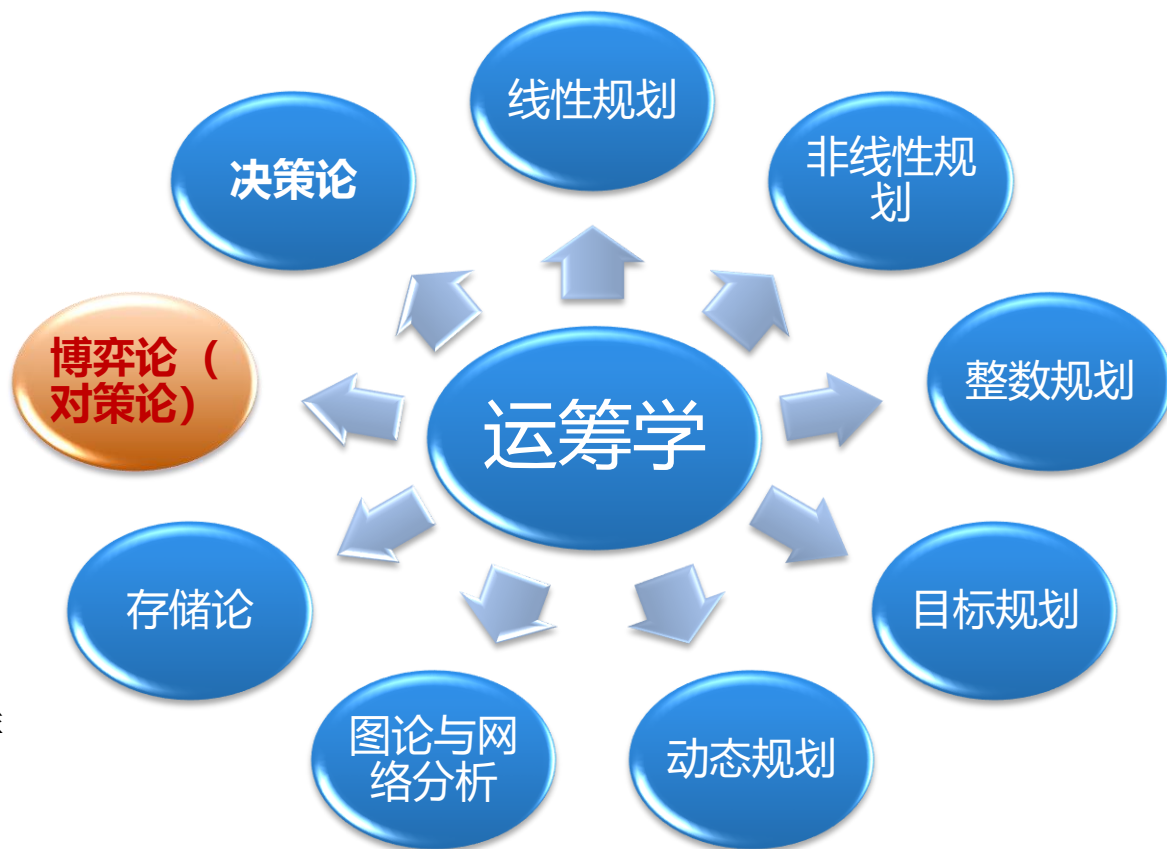 线性规划
非线性规
划
整数规划
目标规划
动态规划
图论与网
络分析
存储论
博弈论（
对策论）
决策论
运筹学